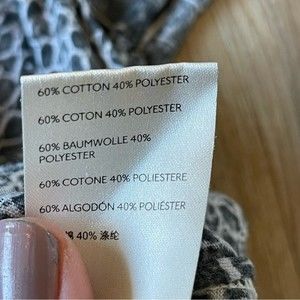 60% COTTON 40% POLYESTER
60% COTON 40% POLYESTER
60% BAUMWOLLE 40%
POLYESTER
60% COTONE 40% POLIESTERE
60% ALGODÓN 40% POLIÉSTER
棉 40% 涤纶